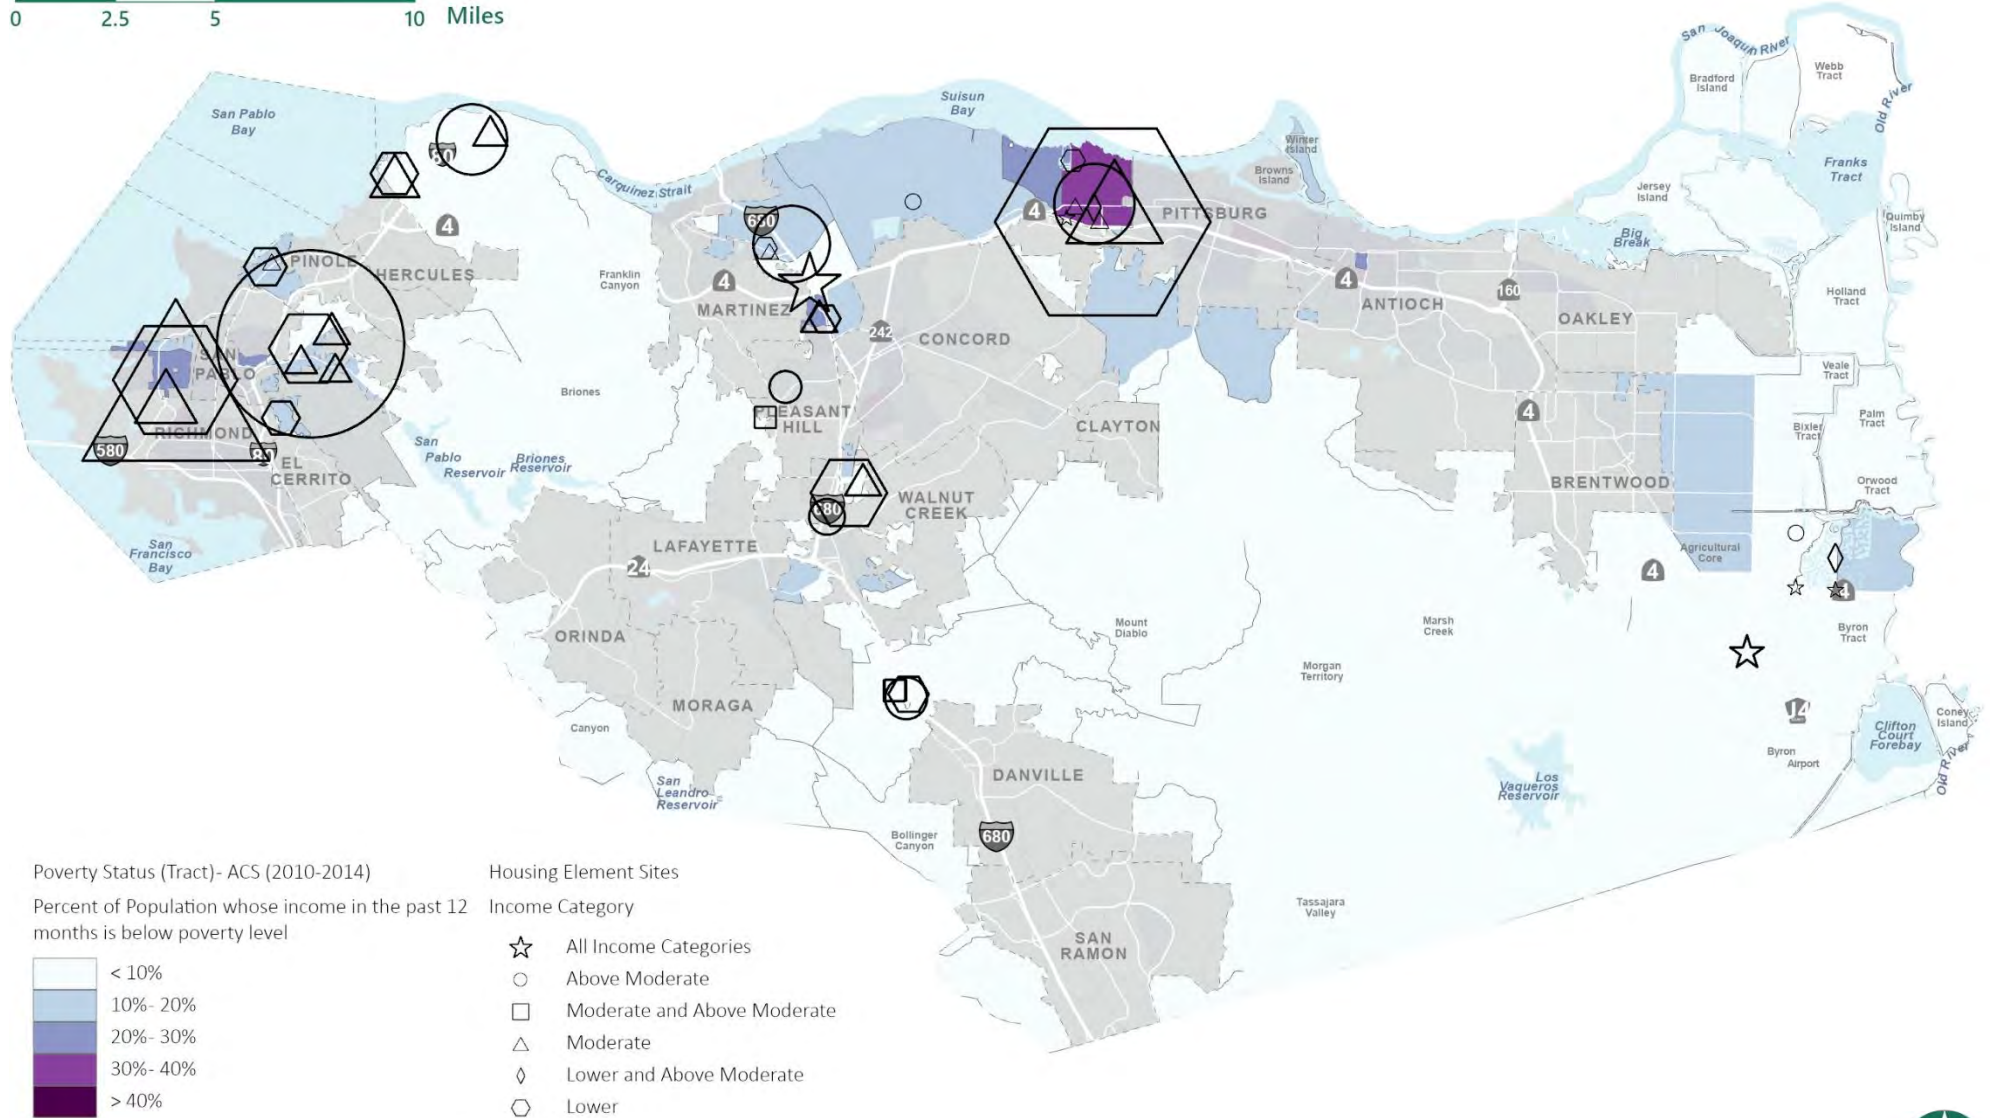 0 2.5 5 10 Miles
San Joaquin River
Webb
Tract
Bradford
Island
Old River
San Pablo
Bay
Suisun
Bay
Carquinez Strait
Winter
Island
Browns
Island
Franks
Tract
Jersey
Island
Quimby
Island
Big
Break
80
4
680
4
PITTSBURG
PINOLE
HERCULES
Franklin
Canyon
4
MARTINEZ
242
CONCORD
4
ANTIOCH
160
OAKLEY
Holland
Tract
SAN
PABLO
Briones
Veale
Tract
PLEASANT
HILL
CLAYTON
4
Bixler
Tract
Palm
Tract
RICHMOND
580
80
EL
CERRITO
San
Pablo
Reservoir
Briones
Reservoir
BRENTWOOD
Orwood
Tract
WALNUT
CREEK
680
San
Francisco
Bay
LAFAYETTE
24
Agricultural
Core
4
4
ORINDA
Mount
Diablo
Marsh
Creek
Byron
Tract
Morgan
Territory
MORAGA
Canyon
J4
Coney
Island
Clifton
Court
Forebay
Byron
Airport
Old River
DANVILLE
San
Leandro
Reservoir
Los
Vaqueros
Reservoir
Bollinger
Canyon
680
Tassajara
Valley
SAN
RAMON
Poverty Status (Tract)- ACS (2010-2014)
Percent of Population whose income in the past 12
months is below poverty level
< 10%
10%- 20%
20%- 30%
30%- 40%
> 40%
Housing Element Sites
Income Category
All Income Categories
Above Moderate
Moderate and Above Moderate
Moderate
Lower and Above Moderate
Lower